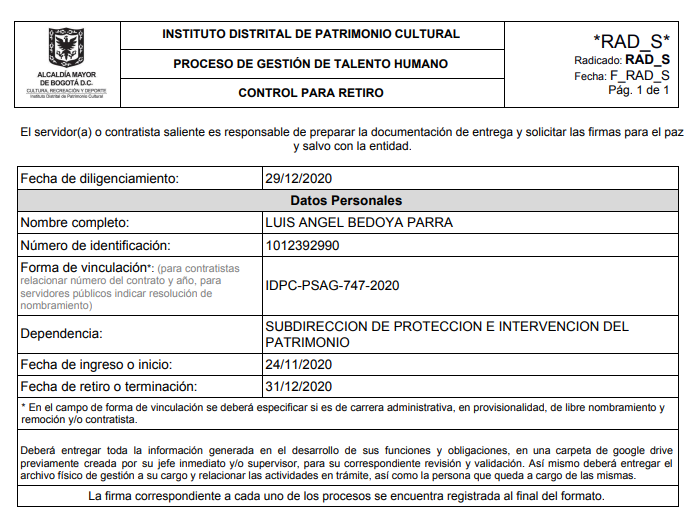 INSTITUTO DISTRITAL DE PATRIMONIO CULTURAL
PROCESO DE GESTIÓN DE TALENTO HUMANO
CONTROL PARA RETIRO
ALCALDÍA MAYOR
DE BOGOTÁ D.C.
CULTURA, RECREACIÓN Y DEPORTE
Instituto Distrital de Patrimonio Cultural
*RAD_S*
Radicado: RAD_S
Fecha: F_RAD_S
Pág. 1 de 1
El servidor(a) o contratista saliente es responsable de preparar la documentación de entrega y solicitar las firmas para el paz
y salvo con la entidad.
Fecha de diligenciamiento: 29/12/2020
Datos Personales
Nombre completo: LUIS ANGEL BEDOYA PARRA
Número de identificación: 1012392990
Forma de vinculación*: (para contratistas
relacionar número del contrato y año, para
servidores públicos indicar resolución de
nombramiento)
IDPC-PSAG-747-2020
Dependencia:
SUBDIRECCION DE PROTECCION E INTERVENCION DEL
PATRIMONIO
Fecha de ingreso o inicio: 24/11/2020
Fecha de retiro o terminación: 31/12/2020
* En el campo de forma de vinculación se deberá especificar si es de carrera administrativa, en provisionalidad, de libre nombramiento y
remoción y/o contratista.
Deberá entregar toda la información generada en el desarrollo de sus funciones y obligaciones, en una carpeta de google drive
previamente creada por su jefe inmediato y/o supervisor, para su correspondiente revisión y validación. Así mismo deberá entregar el
archivo físico de gestión a su cargo y relacionar las actividades en trámite, así como la persona que queda a cargo de las mismas.
La firma correspondiente a cada uno de los procesos se encuentra registrada al final del formato.